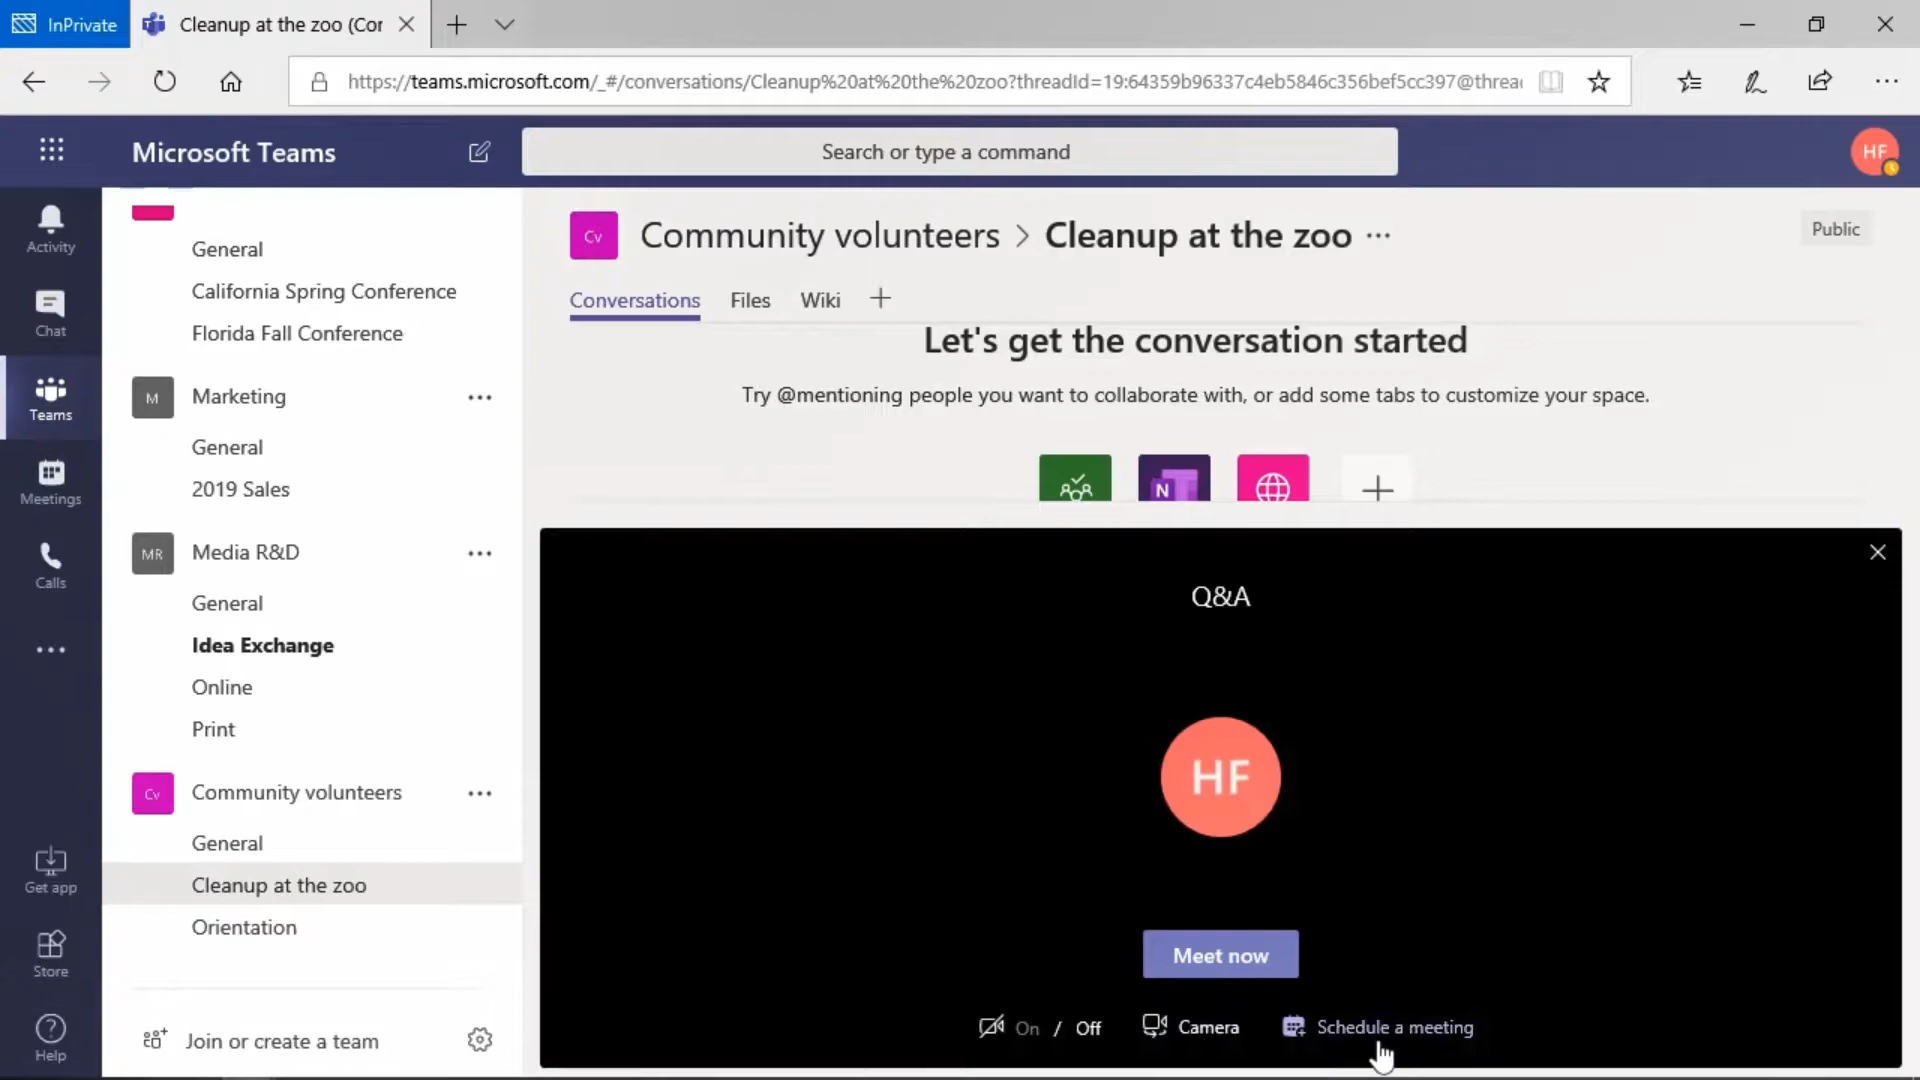 InPrivate
Cleanup at the zoo (Cor
https://teams.microsoft.com/_#/conversations/Cleanup%20at%20the%20zoo?threadId=19:64359b96337c4eb5846c356bef5cc397@threa
Microsoft Teams
Search or type a command
HF
Activity
Chat
Teams
Meetings
Calls
Get app
Store
Help
General
California Spring Conference
Florida Fall Conference
M
Marketing
General
2019 Sales
MR
Media R&D
General
Idea Exchange
Online
Print
Cv
Community volunteers
General
Cleanup at the zoo
Orientation
Join or create a team
Cv
Community volunteers > Cleanup at the zoo
Public
Conversations
Files
Wiki
Let's get the conversation started
Try @mentioning people you want to collaborate with, or add some tabs to customize your space.
N
Q&A
HF
Meet now
On / Off
Camera
Schedule a meeting